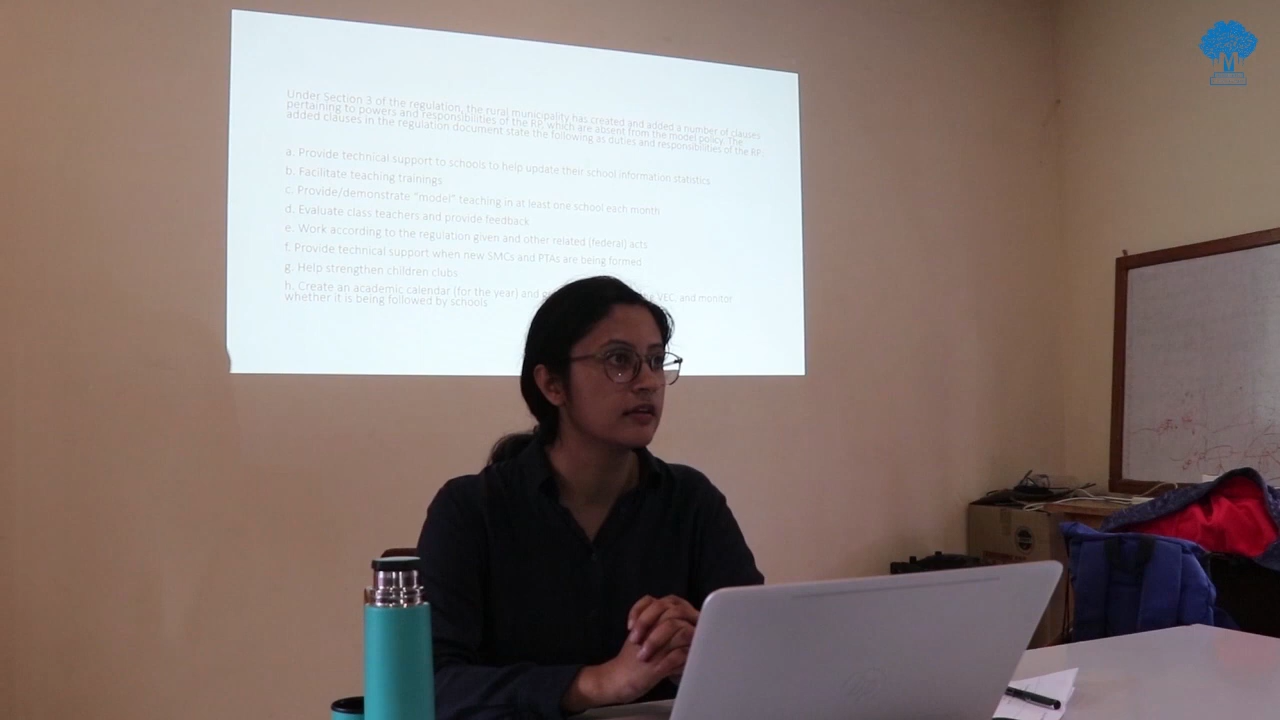 Under Section 3 of the regulation, the rural municipality has created and added a number of clauses
pertaining to powers and responsibilities of the RP, which are absent from the model policy. The
added clauses in the regulation document state the following as duties and responsibilities of the RP:
a. Provide technical support to schools to help update their school information statistics
b. Facilitate teaching trainings
c. Provide/demonstrate “model” teaching in at least one school each month
d. Evaluate class teachers and provide feedback
e. Work according to the regulation given and other related (federal) acts
f. Provide technical support when new SMCs and PTAs are being formed
g. Help strengthen children clubs
h. Create an academic calendar (for the year) and VEC, and monitor
whether it is being followed by schools
M